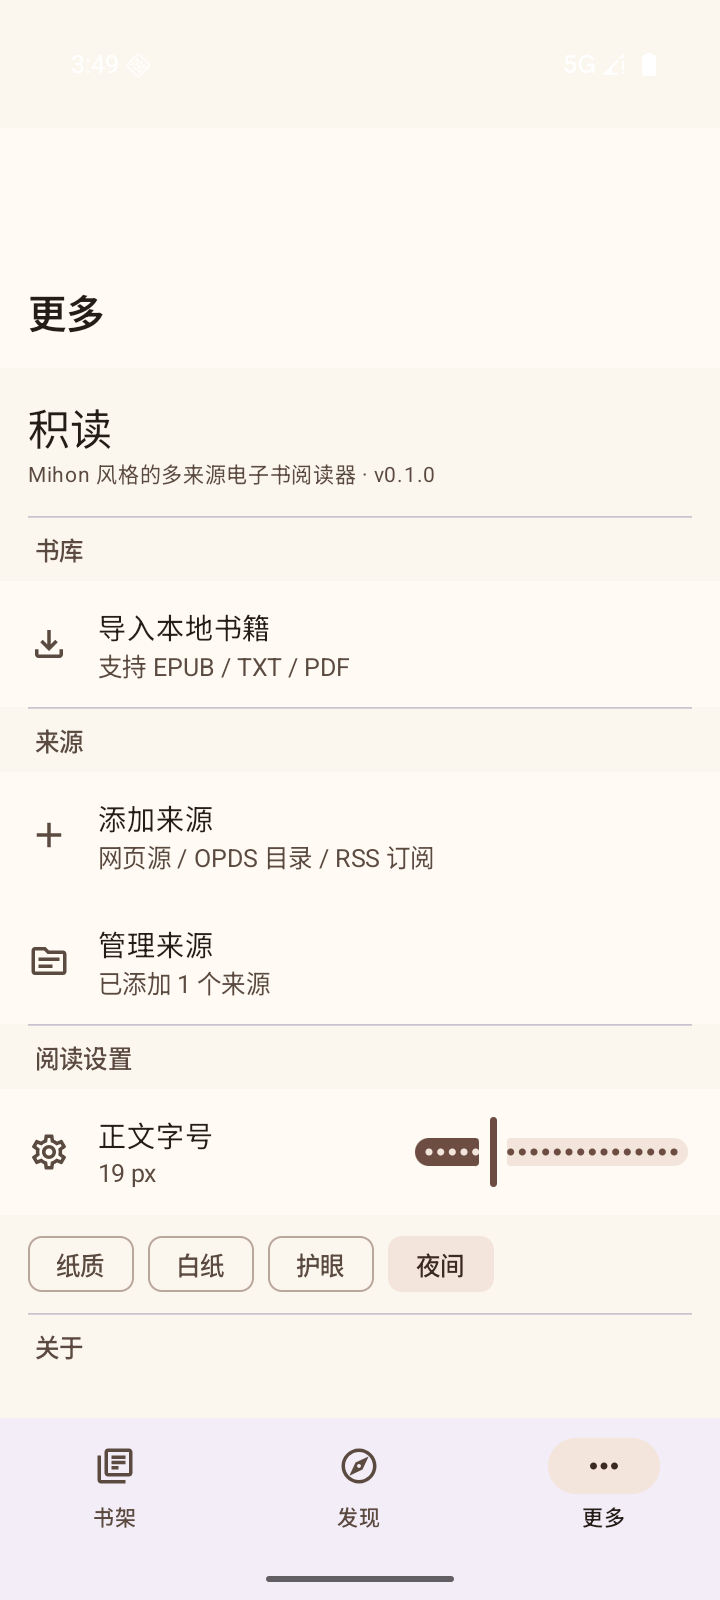 3:49
5G
更多
积读
Mihon 风格的多来源电子书阅读器 · v0.1.0
书库
导入本地书籍
支持 EPUB / TXT / PDF
来源
添加来源
网页源 / OPDS 目录 / RSS 订阅
管理来源
已添加 1 个来源
阅读设置
正文字号
19 px
纸质 白纸 护眼 夜间
关于
书架 发现 更多